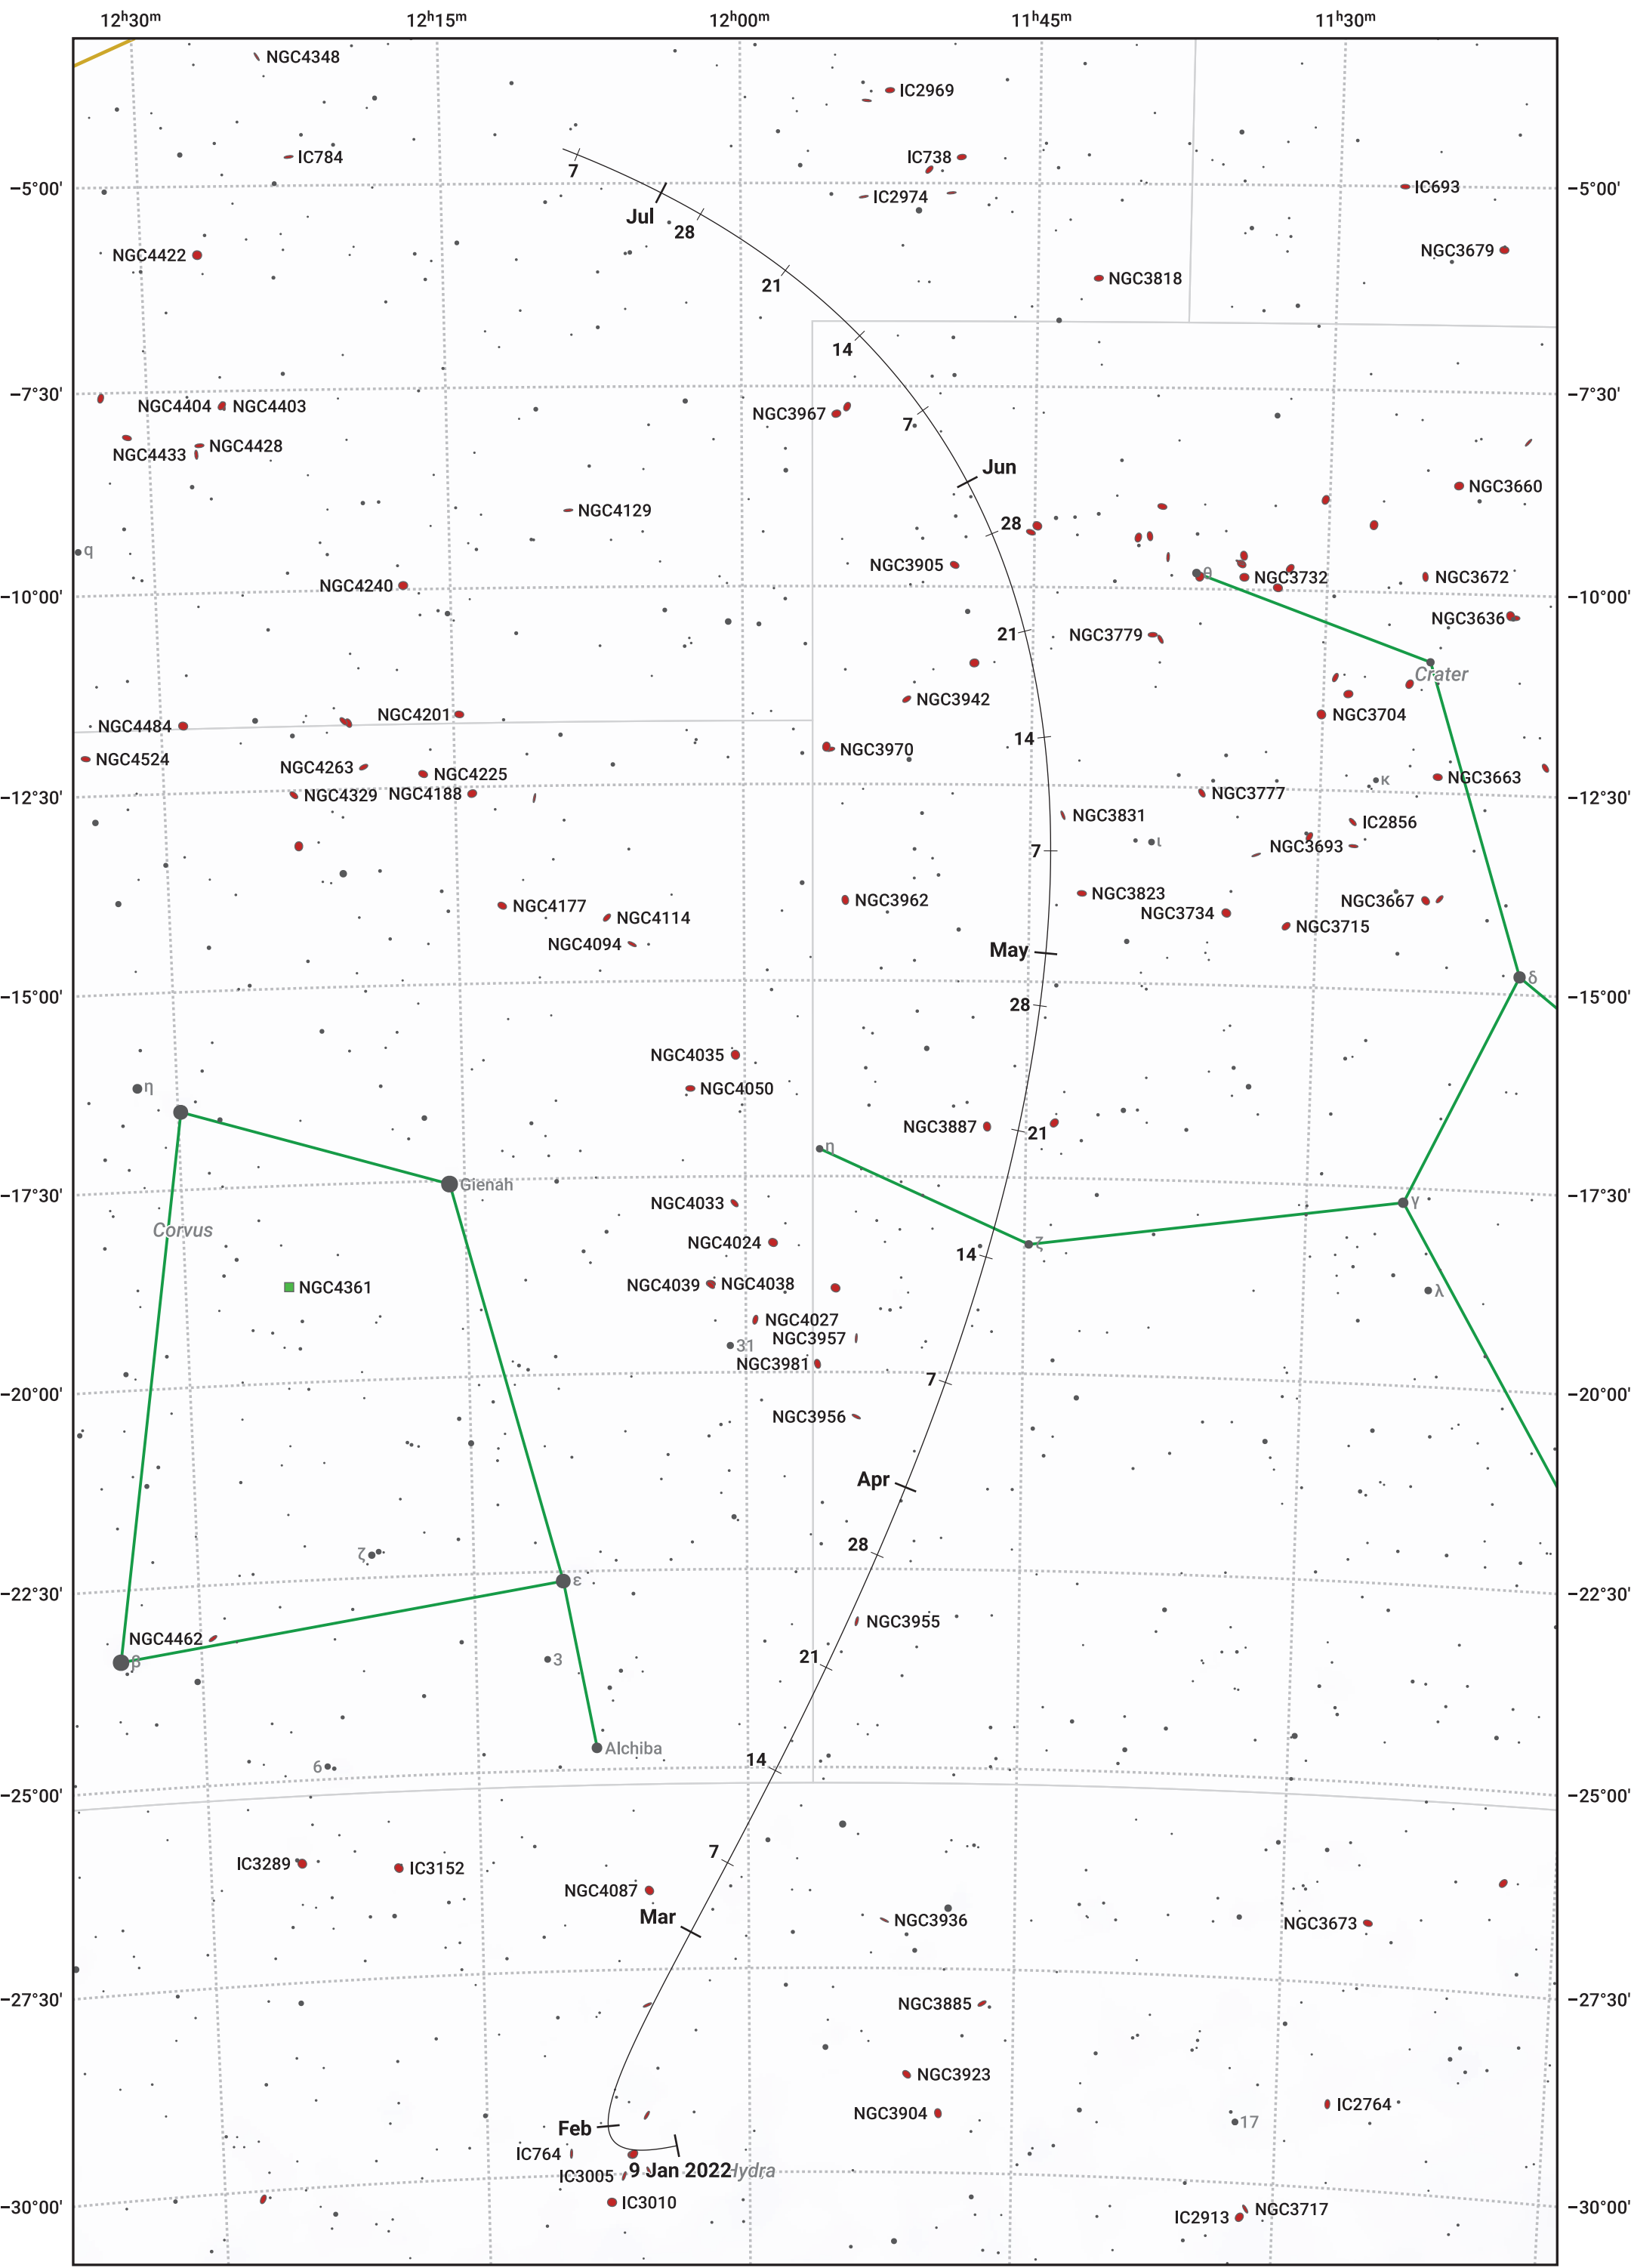 12ʰ30ᵐ 12ʰ15ᵐ 12ʰ00ᵐ 11ʰ45ᵐ 11ʰ30ᵐ
NGC4348
IC2969
IC784 IC738
7
−5°00' IC2974 IC693 −5°00'
Jul 28
NGC4422 NGC3679
21 NGC3818
14
−7°30' −7°30'
NGC4404 NGC4403 NGC3967
7
NGC4433 NGC4428
Jun
NGC3660
NGC4129 28
q
NGC3905 θ NGC3732 NGC3672
NGC4240
−10°00' −10°00'
NGC3636
21 NGC3779
Crater
NGC3942
NGC4484 NGC4201 NGC3704
14
NGC4524 NGC3970
NGC4263 NGC4225 κ NGC3663
NGC4329 NGC4188 NGC3777
−12°30' −12°30'
NGC3831 IC2856
7 ι NGC3693
NGC3823
NGC4177 NGC4114 NGC3962 NGC3734 NGC3667
NGC3715
NGC4094 May
δ
−15°00' 28 −15°00'
NGC4035
η NGC4050
NGC3887 21
η
Gienah
−17°30' NGC4033 γ −17°30'
Corvus
NGC4024 ζ
14
NGC4361 NGC4039 NGC4038 λ
NGC4027
31 NGC3957
NGC3981
7
−20°00' −20°00'
NGC3956
Apr
ζ 28
ε
−22°30' −22°30'
NGC4462 NGC3955
β 3 21
Alchiba
6 14
−25°00' −25°00'
7
IC3289 IC3152
NGC4087
Mar NGC3936 NGC3673
−27°30' NGC3885 −27°30'
NGC3923
NGC3904 IC2764
Feb 17
IC764
IC3005 9 Jan 2022 Hydra
−30°00' IC3010 −30°00'
IC2913 NGC3717